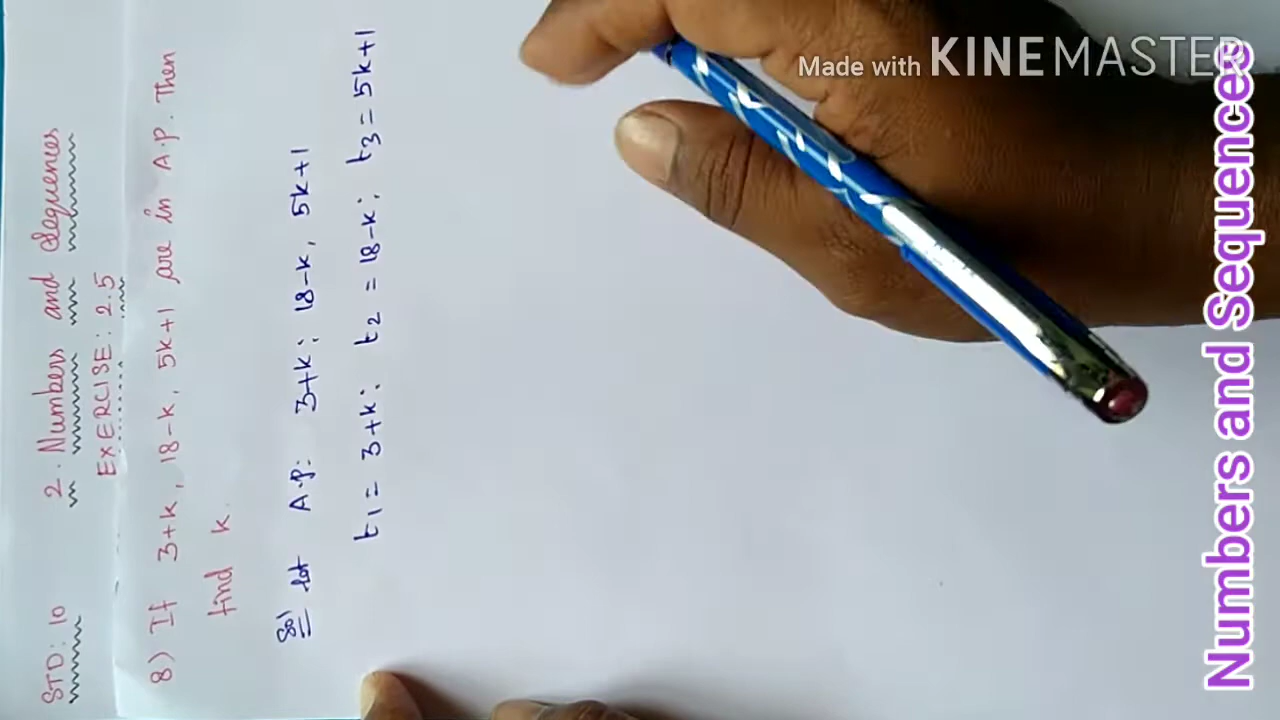 STD: 10
2. Numbers and Sequences
EXERCISE: 2.5
8) If 3+k, 18-k, 5k+1 are in A.P. Then
find k.
Sol
let A.P: 3+k; 18-k, 5k+1
t1 = 3+k: t2 = 18-k; t3 = 5k+1
Made with KINEMASTER
Numbers and Sequences